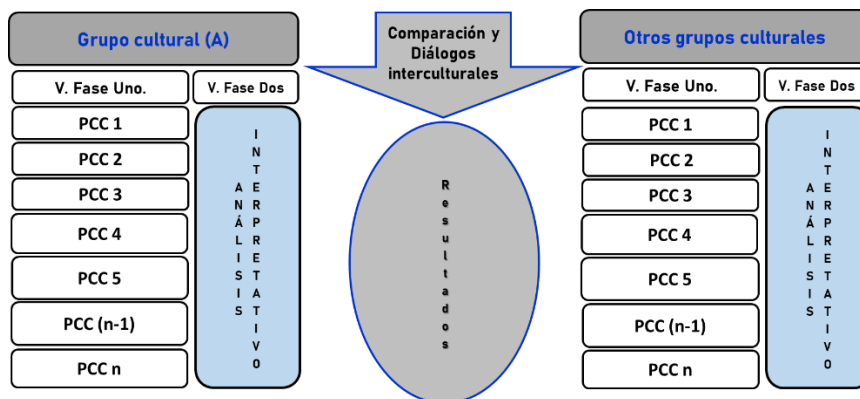 Grupo cultural (A)
V. Fase Uno.
V. Fase Dos
PCC 1
PCC 2
PCC 3
PCC 4
PCC 5
PCC (n-1)
PCC n
ANÁLISIS
INTERPRETATIVO
Comparación y
Diálogos
interculturales
Resultados
Otros grupos culturales
V. Fase Uno.
V. Fase Dos
PCC 1
PCC 2
PCC 3
PCC 4
PCC 5
PCC (n-1)
PCC n
ANÁLISIS
INTERPRETATIVO